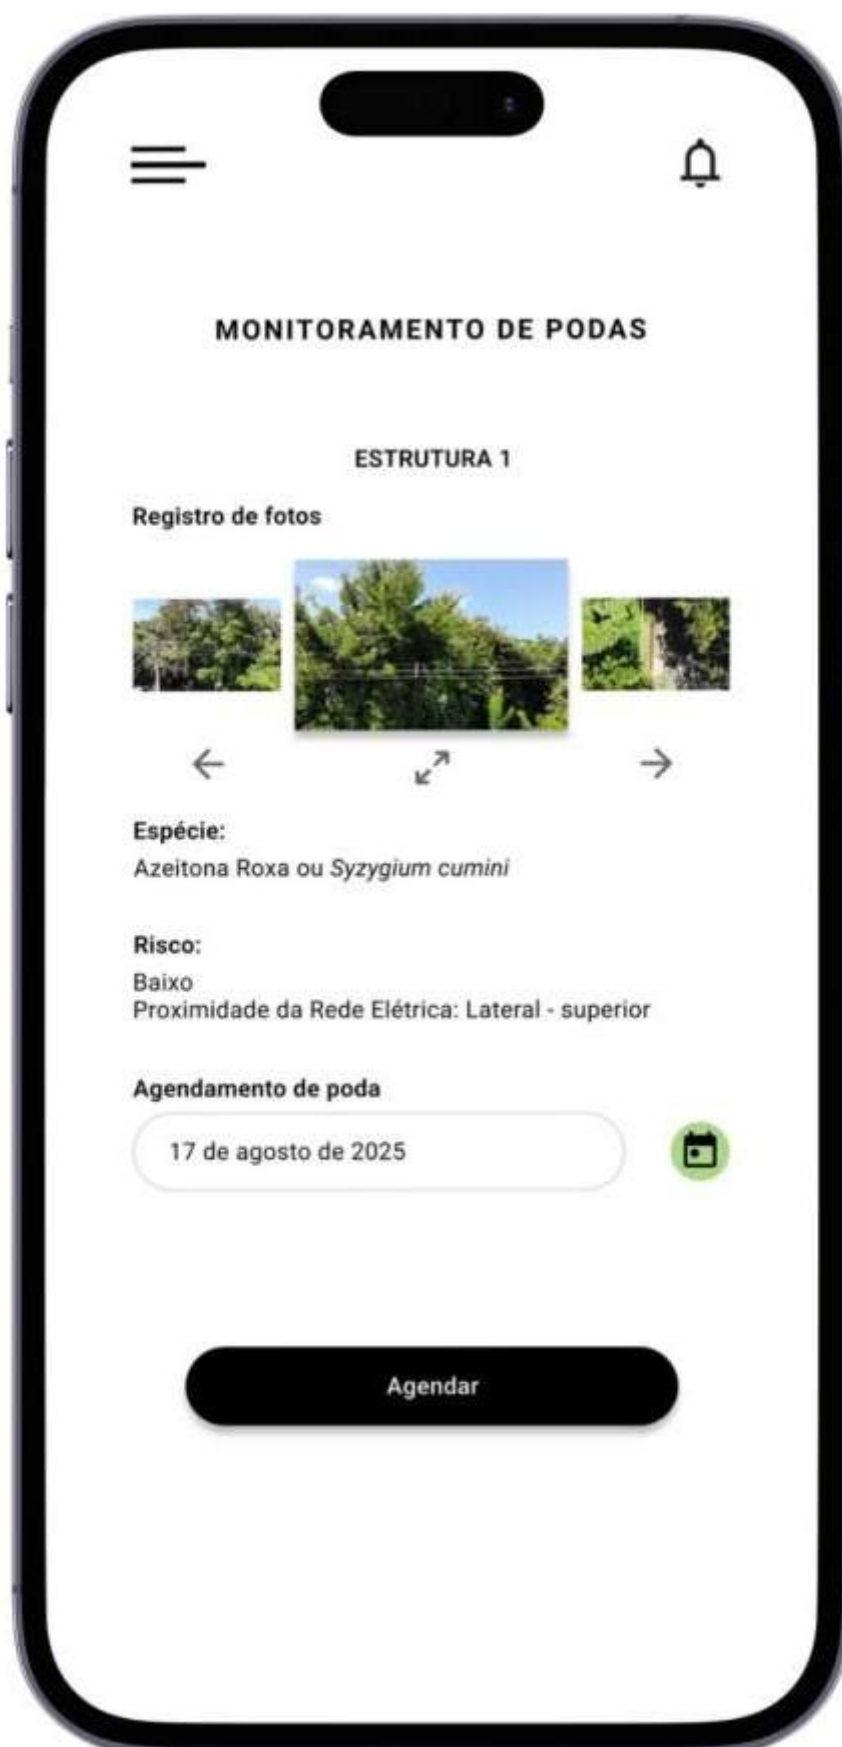 MONITORAMENTO DE PODAS
ESTRUTURA 1
Registro de fotos
Espécie:
Azeitona Roxa ou Syzygium cumini
Risco:
Baixo
Proximidade da Rede Elétrica: Lateral - superior
Agendamento de poda
17 de agosto de 2025
Agendar